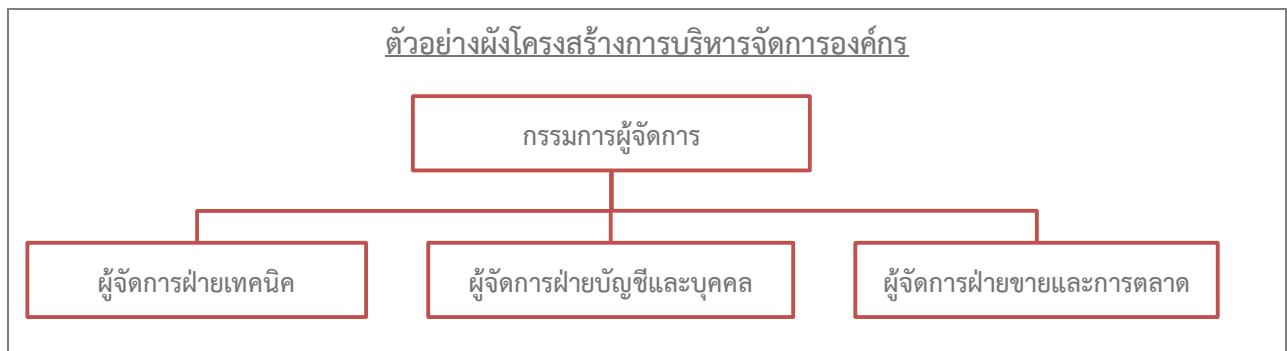 ตัวอย่างผังโครงสร้างการบริหารจัดการองค์กร
กรรมการผู้จัดการ
ผู้จัดการฝ่ายเทคนิค
ผู้จัดการฝ่ายบัญชีและบุคคล
ผู้จัดการฝ่ายขายและการตลาด